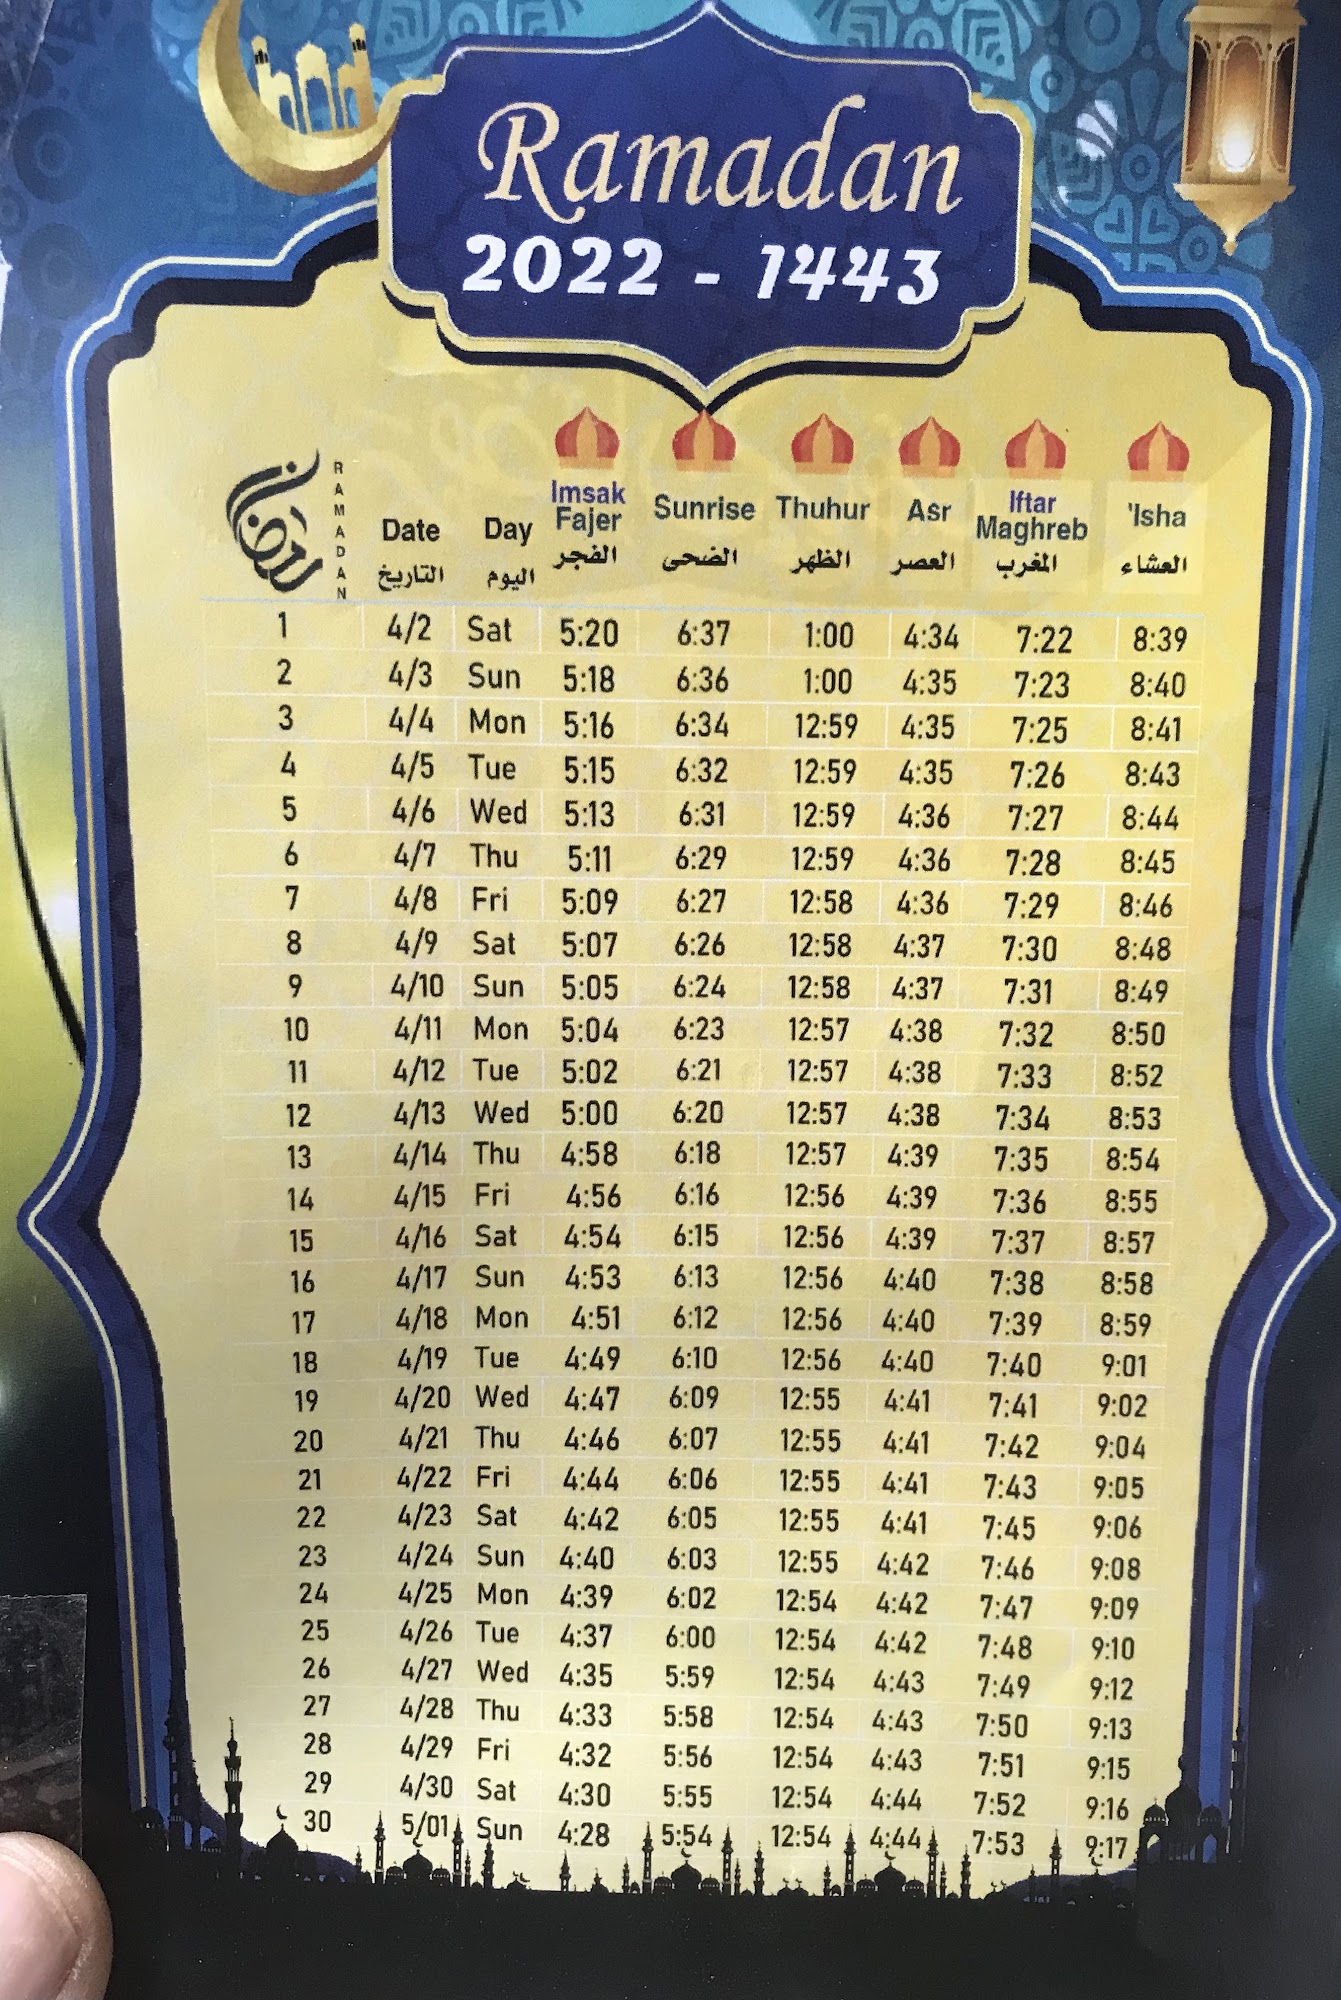 Ramadan
2022 - 1443
رمضان RAMADAN Date Day Imsak Fajer Sunrise Thuhur Asr Iftar Maghreb 'Isha
التاريخ اليوم الفجر الضحى الظهر العصر المغرب العشاء
1 4/2 Sat 5:20 6:37 1:00 4:34 7:22 8:39
2 4/3 Sun 5:18 6:36 1:00 4:35 7:23 8:40
3 4/4 Mon 5:16 6:34 12:59 4:35 7:25 8:41
4 4/5 Tue 5:15 6:32 12:59 4:35 7:26 8:43
5 4/6 Wed 5:13 6:31 12:59 4:36 7:27 8:44
6 4/7 Thu 5:11 6:29 12:59 4:36 7:28 8:45
7 4/8 Fri 5:09 6:27 12:58 4:36 7:29 8:46
8 4/9 Sat 5:07 6:26 12:58 4:37 7:30 8:48
9 4/10 Sun 5:05 6:24 12:58 4:37 7:31 8:49
10 4/11 Mon 5:04 6:23 12:57 4:38 7:32 8:50
11 4/12 Tue 5:02 6:21 12:57 4:38 7:33 8:52
12 4/13 Wed 5:00 6:20 12:57 4:38 7:34 8:53
13 4/14 Thu 4:58 6:18 12:57 4:39 7:35 8:54
14 4/15 Fri 4:56 6:16 12:56 4:39 7:36 8:55
15 4/16 Sat 4:54 6:15 12:56 4:39 7:37 8:57
16 4/17 Sun 4:53 6:13 12:56 4:40 7:38 8:58
17 4/18 Mon 4:51 6:12 12:56 4:40 7:39 8:59
18 4/19 Tue 4:49 6:10 12:56 4:40 7:40 9:01
19 4/20 Wed 4:47 6:09 12:55 4:41 7:41 9:02
20 4/21 Thu 4:46 6:07 12:55 4:41 7:42 9:04
21 4/22 Fri 4:44 6:06 12:55 4:41 7:43 9:05
22 4/23 Sat 4:42 6:05 12:55 4:41 7:45 9:06
23 4/24 Sun 4:40 6:03 12:55 4:42 7:46 9:08
24 4/25 Mon 4:39 6:02 12:54 4:42 7:47 9:09
25 4/26 Tue 4:37 6:00 12:54 4:42 7:48 9:10
26 4/27 Wed 4:35 5:59 12:54 4:43 7:49 9:12
27 4/28 Thu 4:33 5:58 12:54 4:43 7:50 9:13
28 4/29 Fri 4:32 5:56 12:54 4:43 7:51 9:15
29 4/30 Sat 4:30 5:55 12:54 4:44 7:52 9:16
30 5/01 Sun 4:28 5:54 12:54 4:44 7:53 9:17